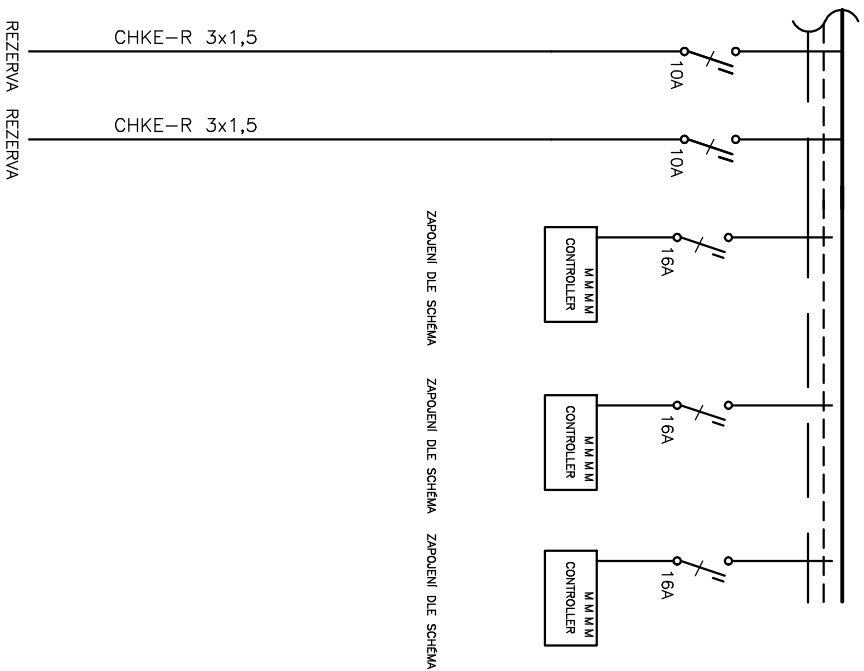 CHKE-R 3x1,5
10A
REZERVA
CHKE-R 3x1,5
10A
REZERVA
16A
M M M M
CONTROLLER
ZAPOJENÍ DLE SCHÉMA
16A
M M M M
CONTROLLER
ZAPOJENÍ DLE SCHÉMA
16A
M M M M
CONTROLLER
ZAPOJENÍ DLE SCHÉMA